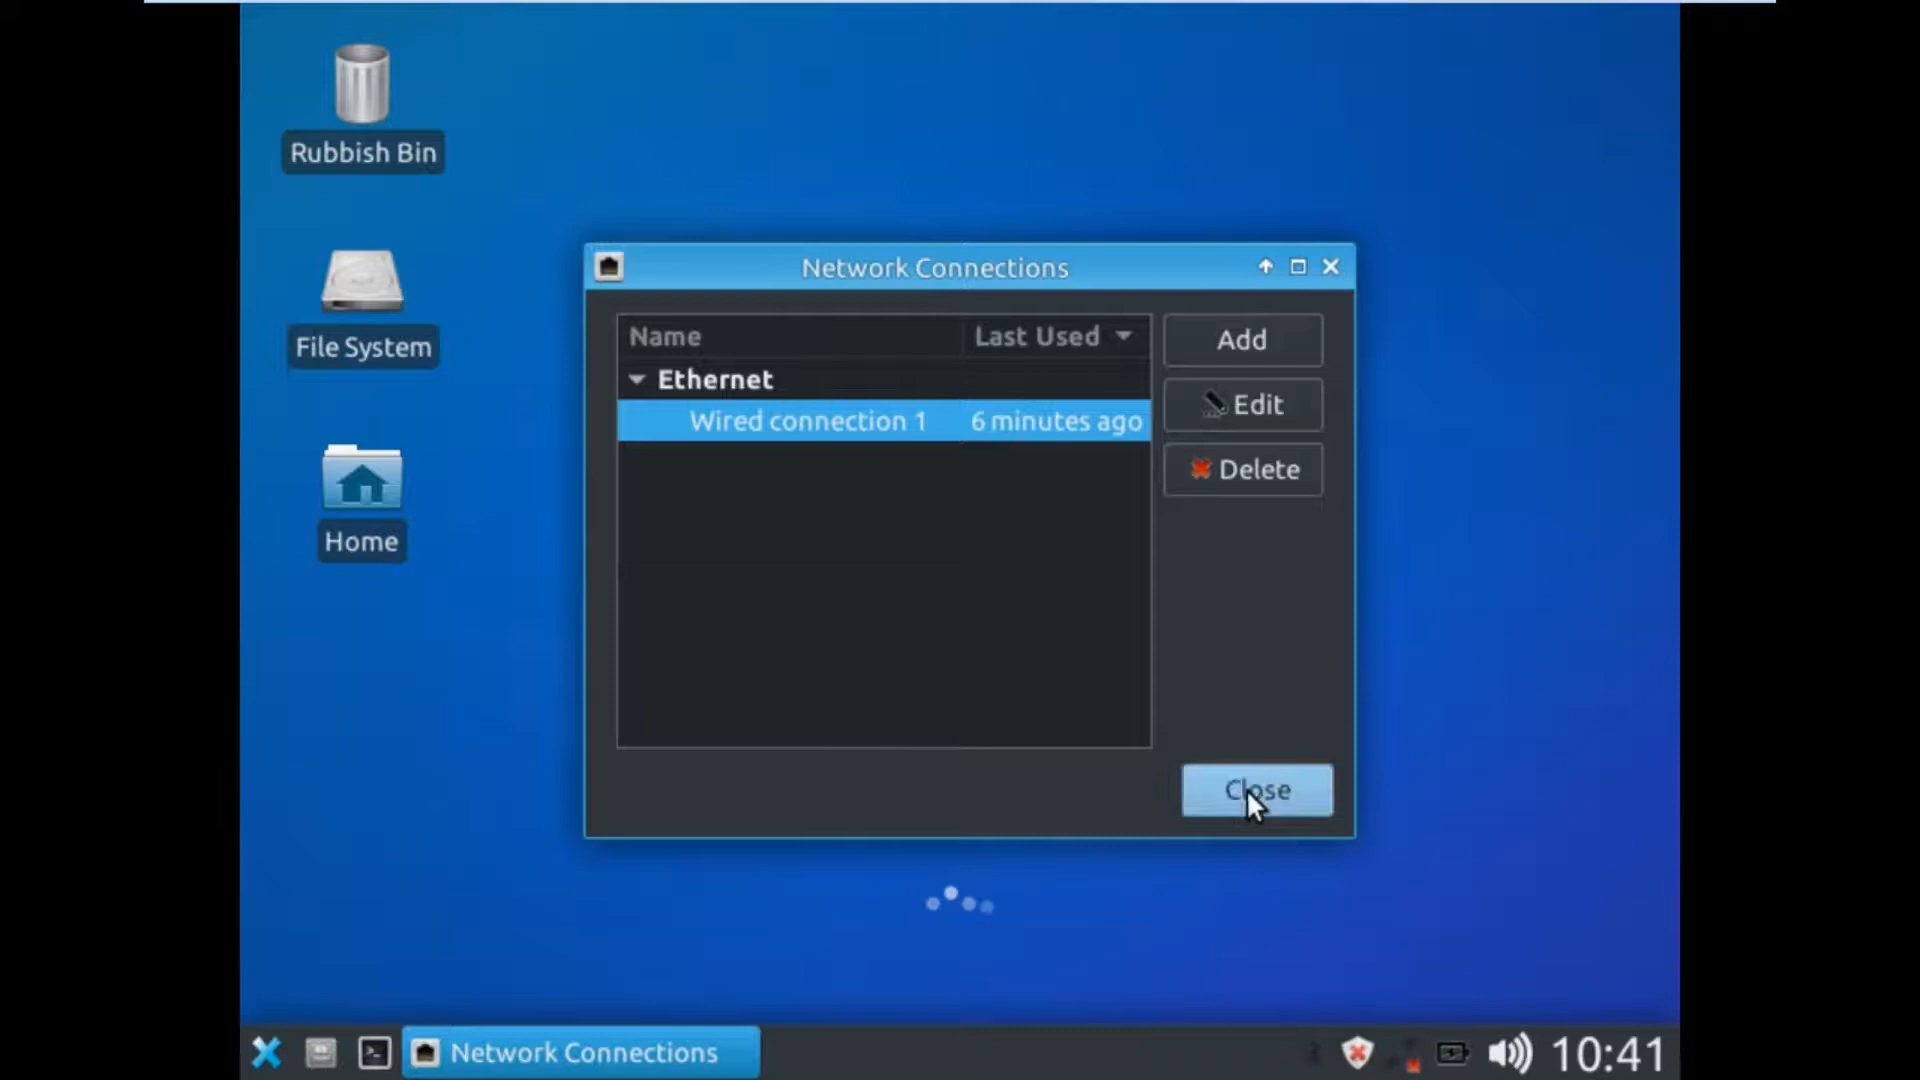 Rubbish Bin
File System
Home
Network Connections
Name Last Used
Ethernet
Wired connection 1 6 minutes ago
Add
Edit
Delete
Close
Network Connections
10:41